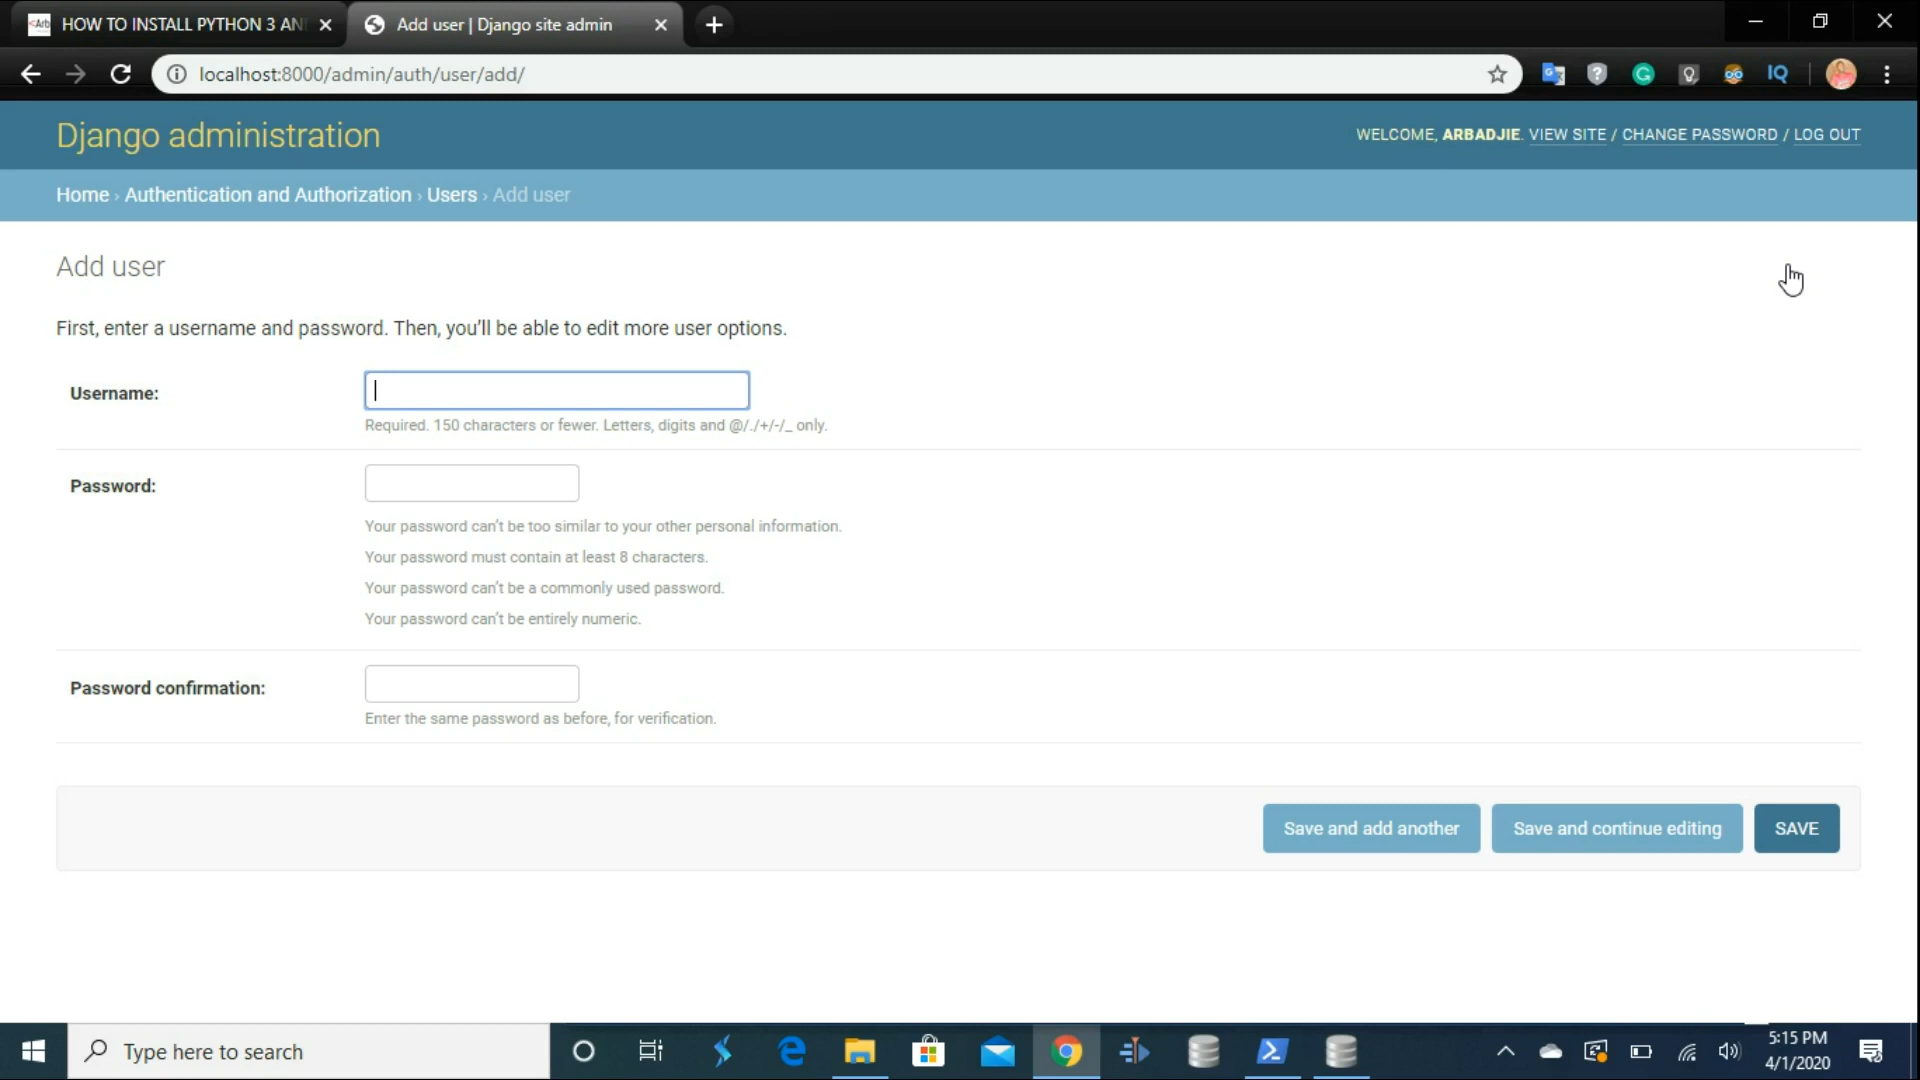 <Arb HOW TO INSTALL PYTHON 3 AN
Add user | Django site admin
localhost:8000/admin/auth/user/add/
IQ
Django administration
WELCOME, ARBADJIE. VIEW SITE / CHANGE PASSWORD / LOG OUT
Home › Authentication and Authorization › Users › Add user
Add user
First, enter a username and password. Then, you'll be able to edit more user options.
Username:
Required. 150 characters or fewer. Letters, digits and @/./+/-/_ only.
Password:
Your password can't be too similar to your other personal information.
Your password must contain at least 8 characters.
Your password can't be a commonly used password.
Your password can't be entirely numeric.
Password confirmation:
Enter the same password as before, for verification.
Save and add another
Save and continue editing
SAVE
Type here to search
5:15 PM
4/1/2020